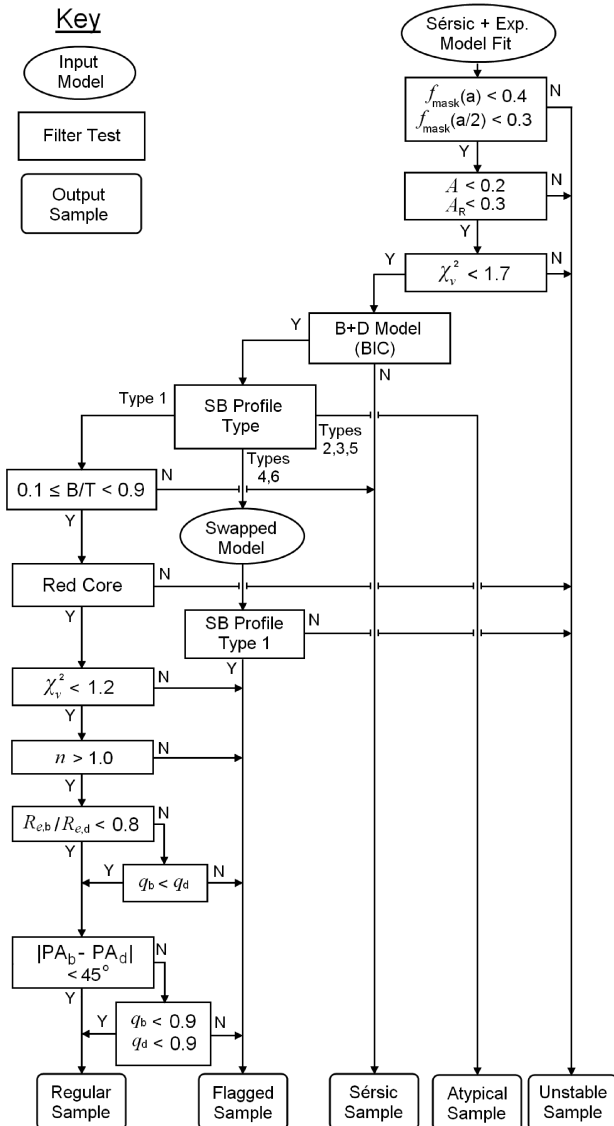 Key
Input
Model
Filter Test
Output
Sample
Sérsic + Exp.
Model Fit
f_mask(a) < 0.4
f_mask(a/2) < 0.3
N
Y
A < 0.2
A_R < 0.3
N
Y
χ_ν^2 < 1.7
N
Y
B+D Model
(BIC)
Y
N
SB Profile
Type
Type 1
Types
2,3,5
Types
4,6
0.1 ≤ B/T < 0.9
N
Y
Swapped
Model
Red Core
N
Y
SB Profile
Type 1
N
Y
χ_ν^2 < 1.2
N
Y
n > 1.0
N
Y
R_e,b / R_e,d < 0.8
N
Y
q_b < q_d
Y
N
|PA_b - PA_d|
< 45°
N
Y
q_b < 0.9
q_d < 0.9
Y
N
Regular
Sample
Flagged
Sample
Sérsic
Sample
Atypical
Sample
Unstable
Sample